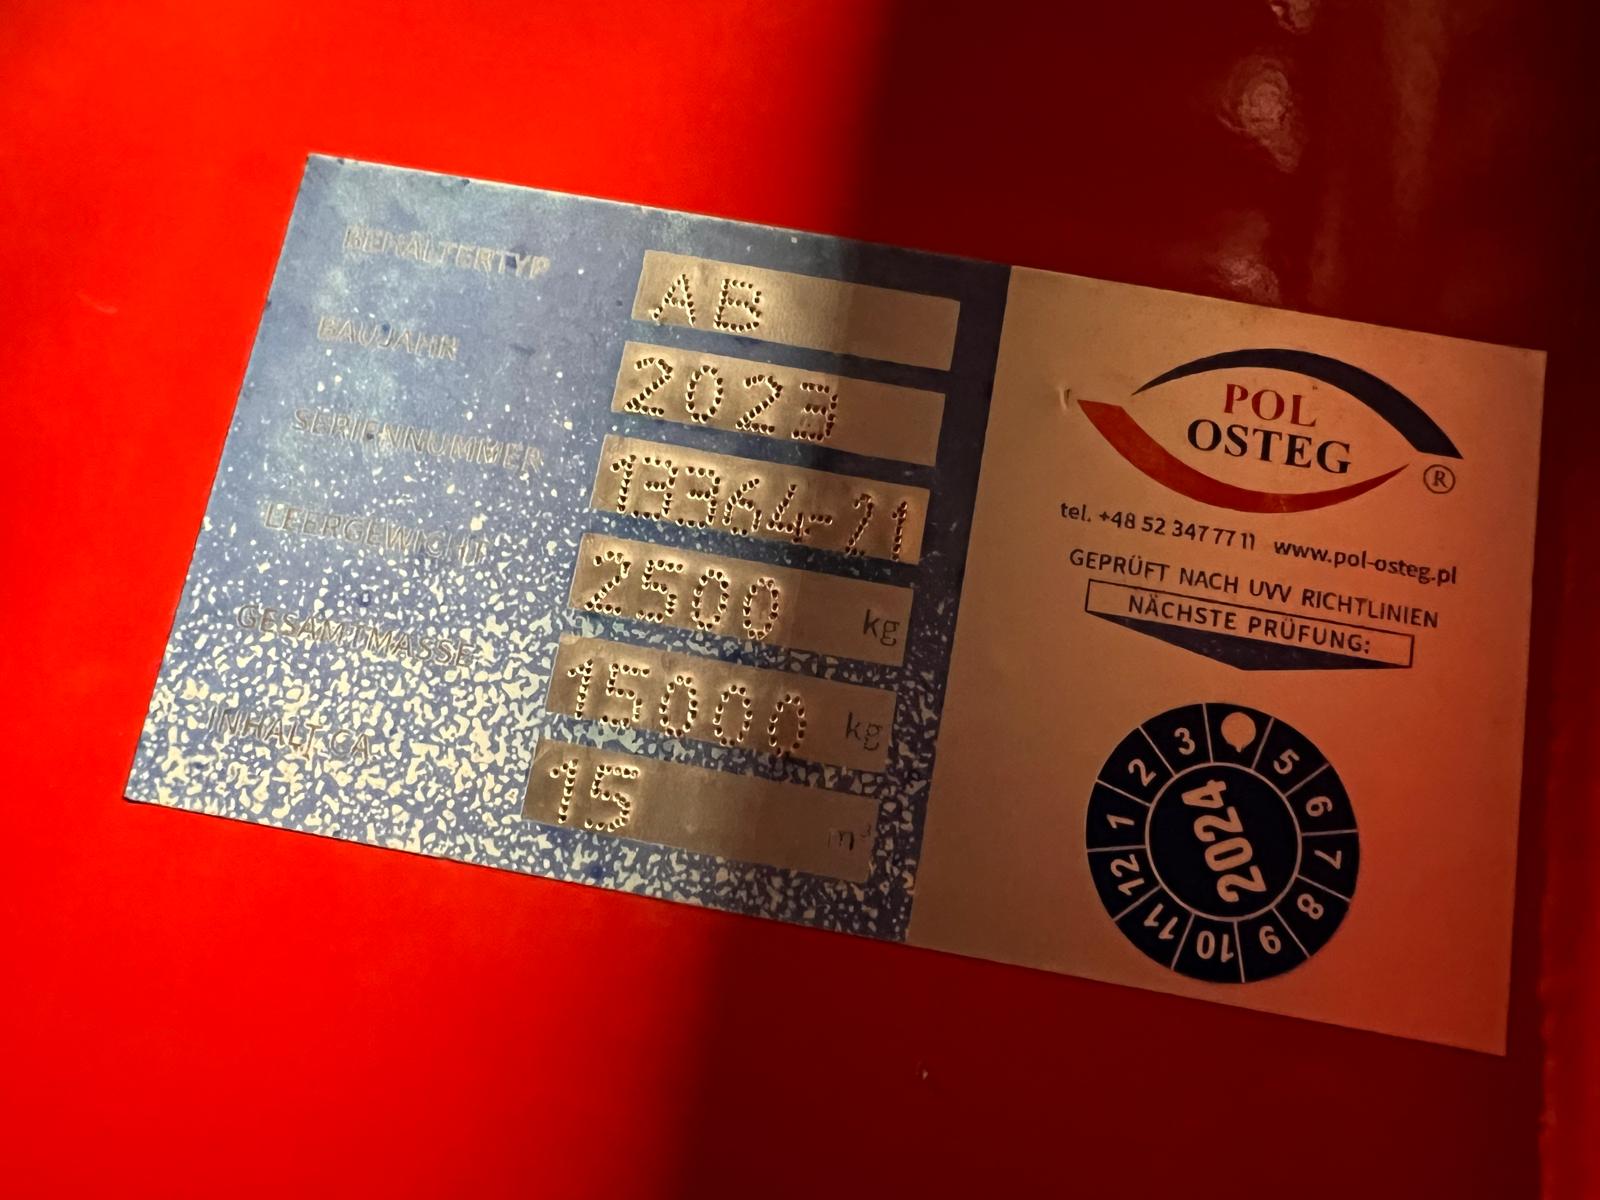 BEHÄLTERTYP AB
BAUJAHR 2023
SERIENNUMMER 13364-21
LEERGEWICHT 2500 kg
GESAMTMASSE 15000 kg
INHALT CA 15 m³
POL
OSTEG
®
tel. +48 52 347 77 11 www.pol-osteg.pl
GEPRÜFT NACH UVV RICHTLINIEN
NÄCHSTE PRÜFUNG:
1 2 3 5 6 7 8 9 10 11 12
2024